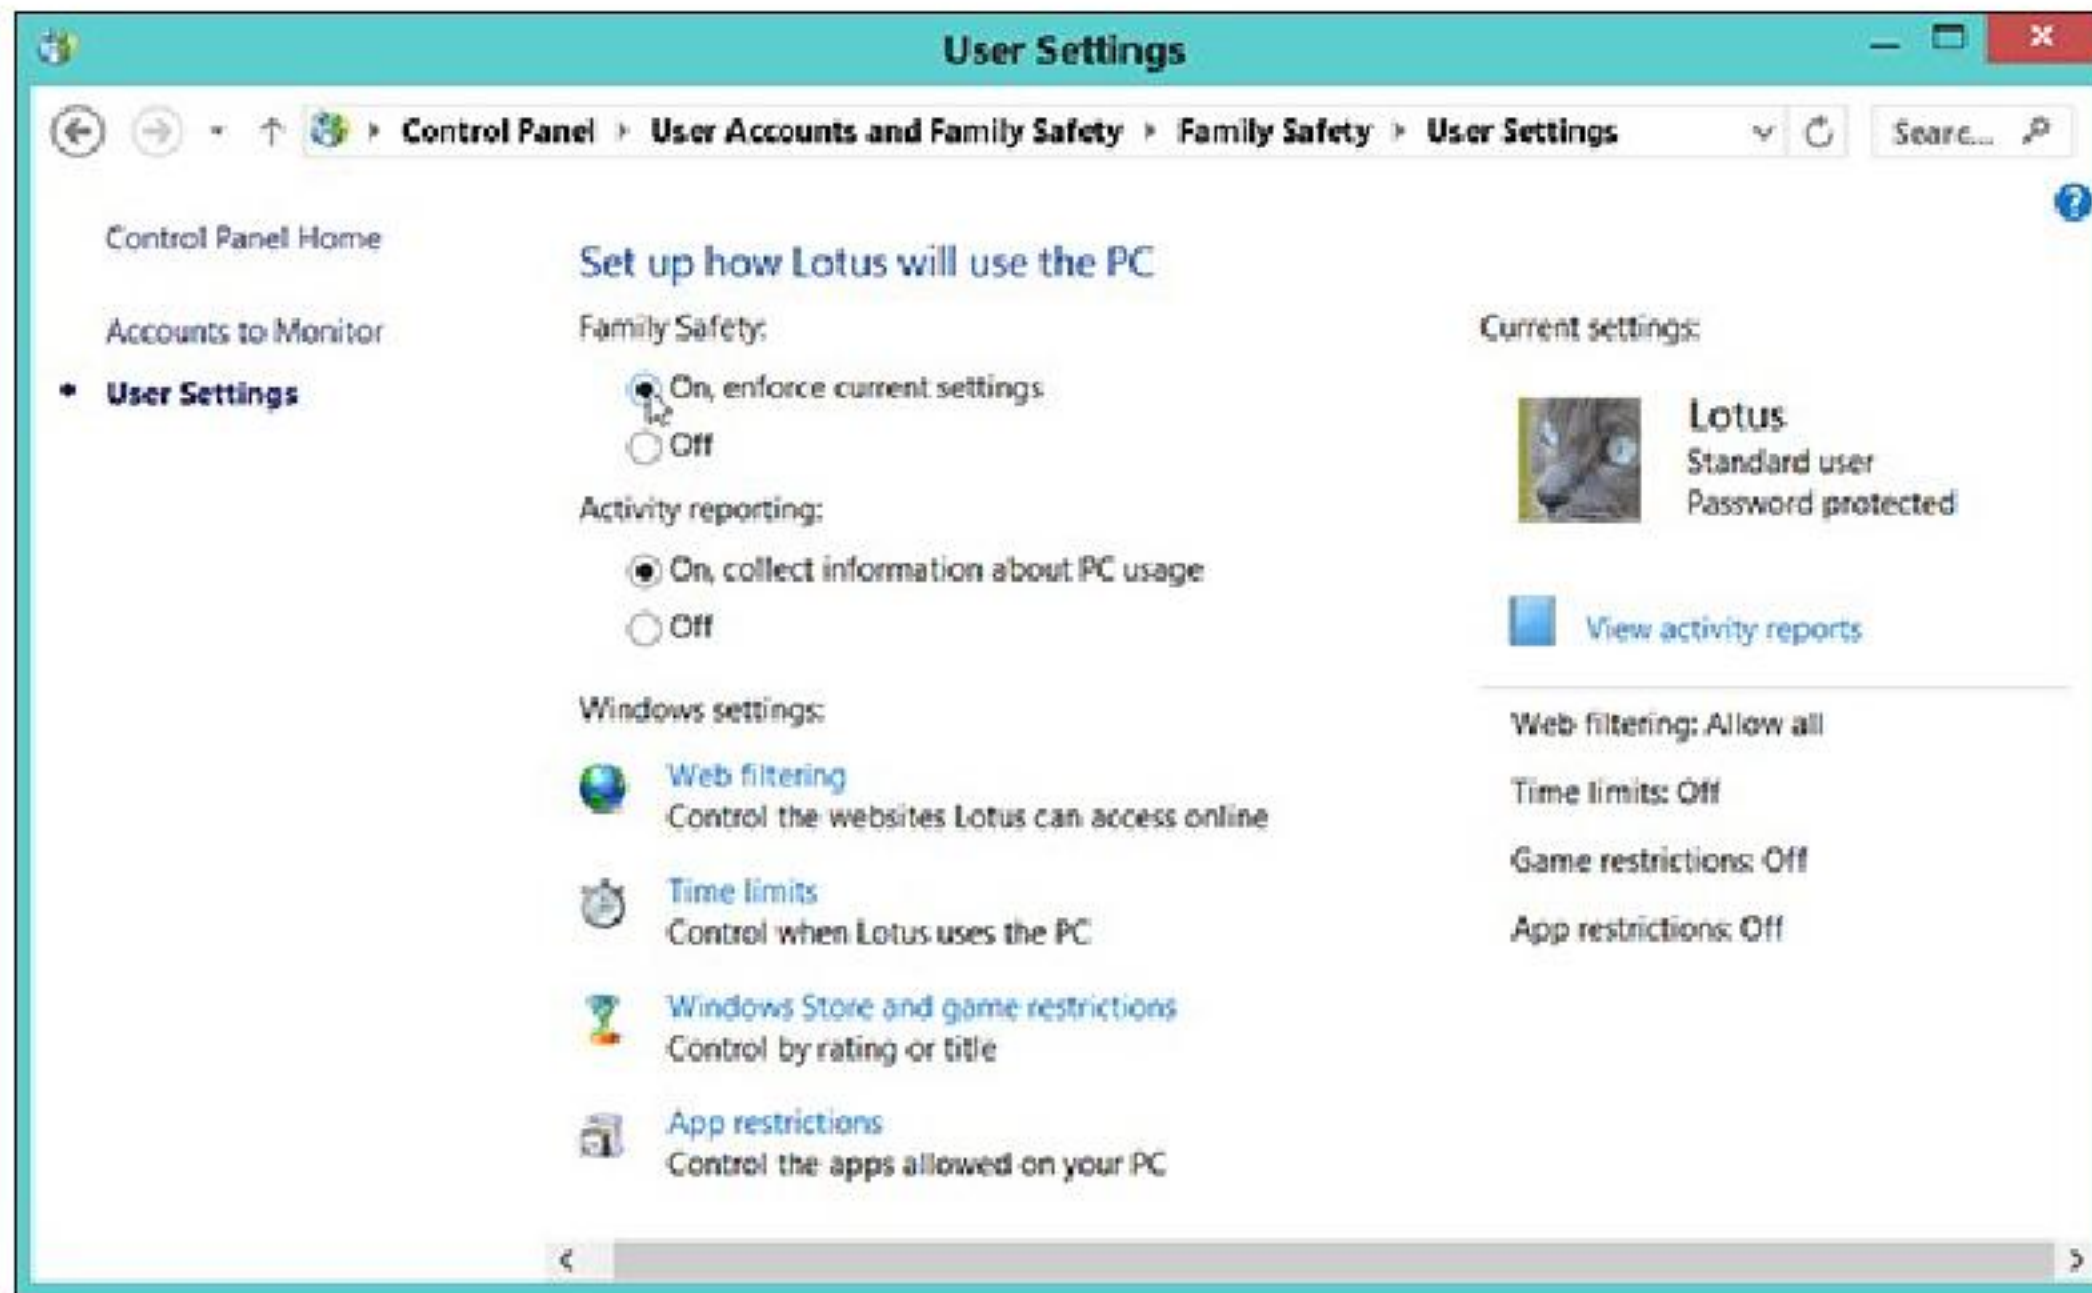 User Settings
Control Panel User Accounts and Family Safety Family Safety User Settings Searc...
Control Panel Home
Accounts to Monitor
User Settings
Set up how Lotus will use the PC
Family Safety:
On, enforce current settings
Off
Activity reporting:
On, collect information about PC usage
Off
Windows settings:
Web filtering
Control the websites Lotus can access online
Time limits
Control when Lotus uses the PC
Windows Store and game restrictions
Control by rating or title
App restrictions
Control the apps allowed on your PC
Current settings:
Lotus
Standard user
Password protected
View activity reports
Web filtering: Allow all
Time limits: Off
Game restrictions: Off
App restrictions: Off